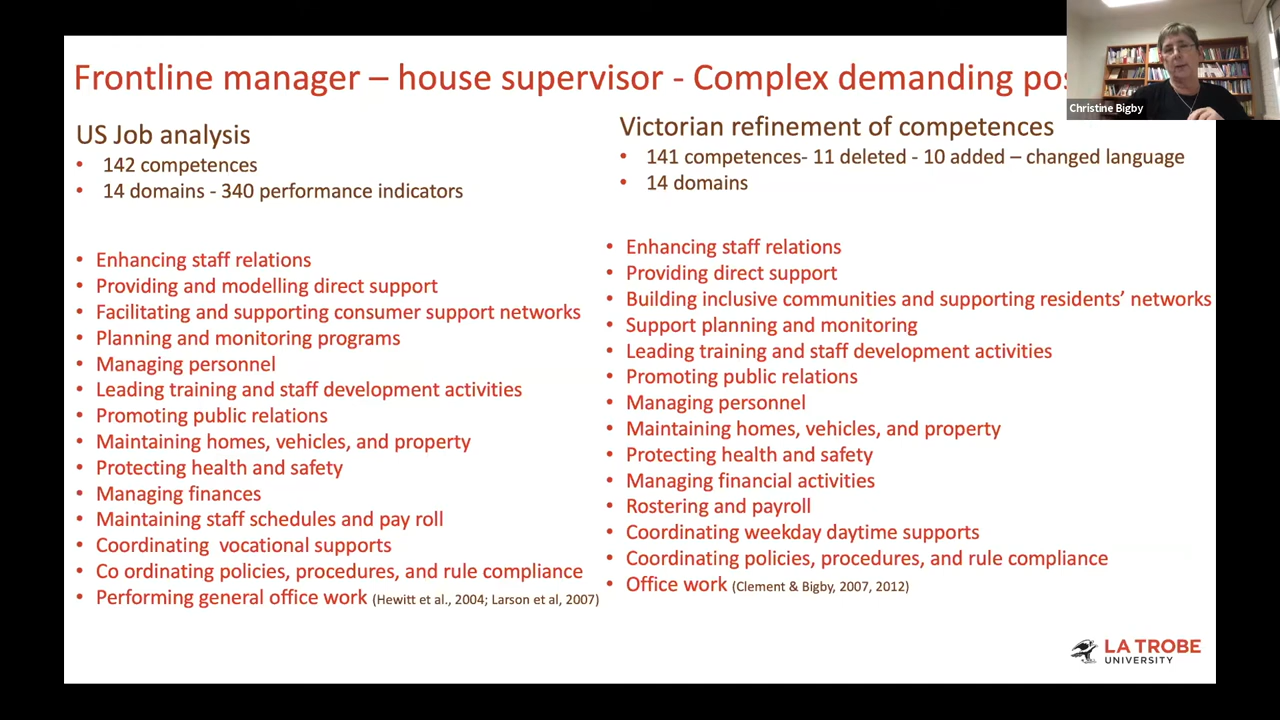 Frontline manager – house supervisor - Complex demanding
Christine Bigby
US Job analysis
• 142 competences
• 14 domains - 340 performance indicators
• Enhancing staff relations
• Providing and modelling direct support
• Facilitating and supporting consumer support networks
• Planning and monitoring programs
• Managing personnel
• Leading training and staff development activities
• Promoting public relations
• Maintaining homes, vehicles, and property
• Protecting health and safety
• Managing finances
• Maintaining staff schedules and pay roll
• Coordinating vocational supports
• Co ordinating policies, procedures, and rule compliance
• Performing general office work (Hewitt et al., 2004; Larson et al, 2007)
Victorian refinement of competences
• 141 competences- 11 deleted - 10 added – changed language
• 14 domains
• Enhancing staff relations
• Providing direct support
• Building inclusive communities and supporting residents’ networks
• Support planning and monitoring
• Leading training and staff development activities
• Promoting public relations
• Managing personnel
• Maintaining homes, vehicles, and property
• Protecting health and safety
• Managing financial activities
• Rostering and payroll
• Coordinating weekday daytime supports
• Coordinating policies, procedures, and rule compliance
• Office work (Clement & Bigby, 2007, 2012)
LA TROBE
UNIVERSITY